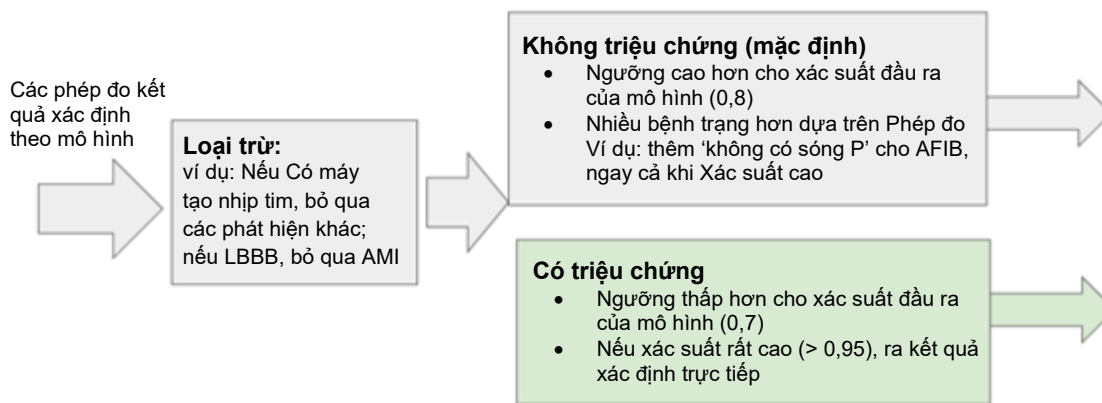 Các phép đo kết
quả xác định
theo mô hình
Loại trừ:
ví dụ: Nếu Có máy
tạo nhịp tim, bỏ qua
các phát hiện khác;
nếu LBBB, bỏ qua AMI
Không triệu chứng (mặc định)
• Ngưỡng cao hơn cho xác suất đầu ra
của mô hình (0,8)
• Nhiều bệnh trạng hơn dựa trên Phép đo
Ví dụ: thêm ‘không có sóng P’ cho AFIB,
ngay cả khi Xác suất cao
Có triệu chứng
• Ngưỡng thấp hơn cho xác suất đầu ra
của mô hình (0,7)
• Nếu xác suất rất cao (> 0,95), ra kết quả
xác định trực tiếp